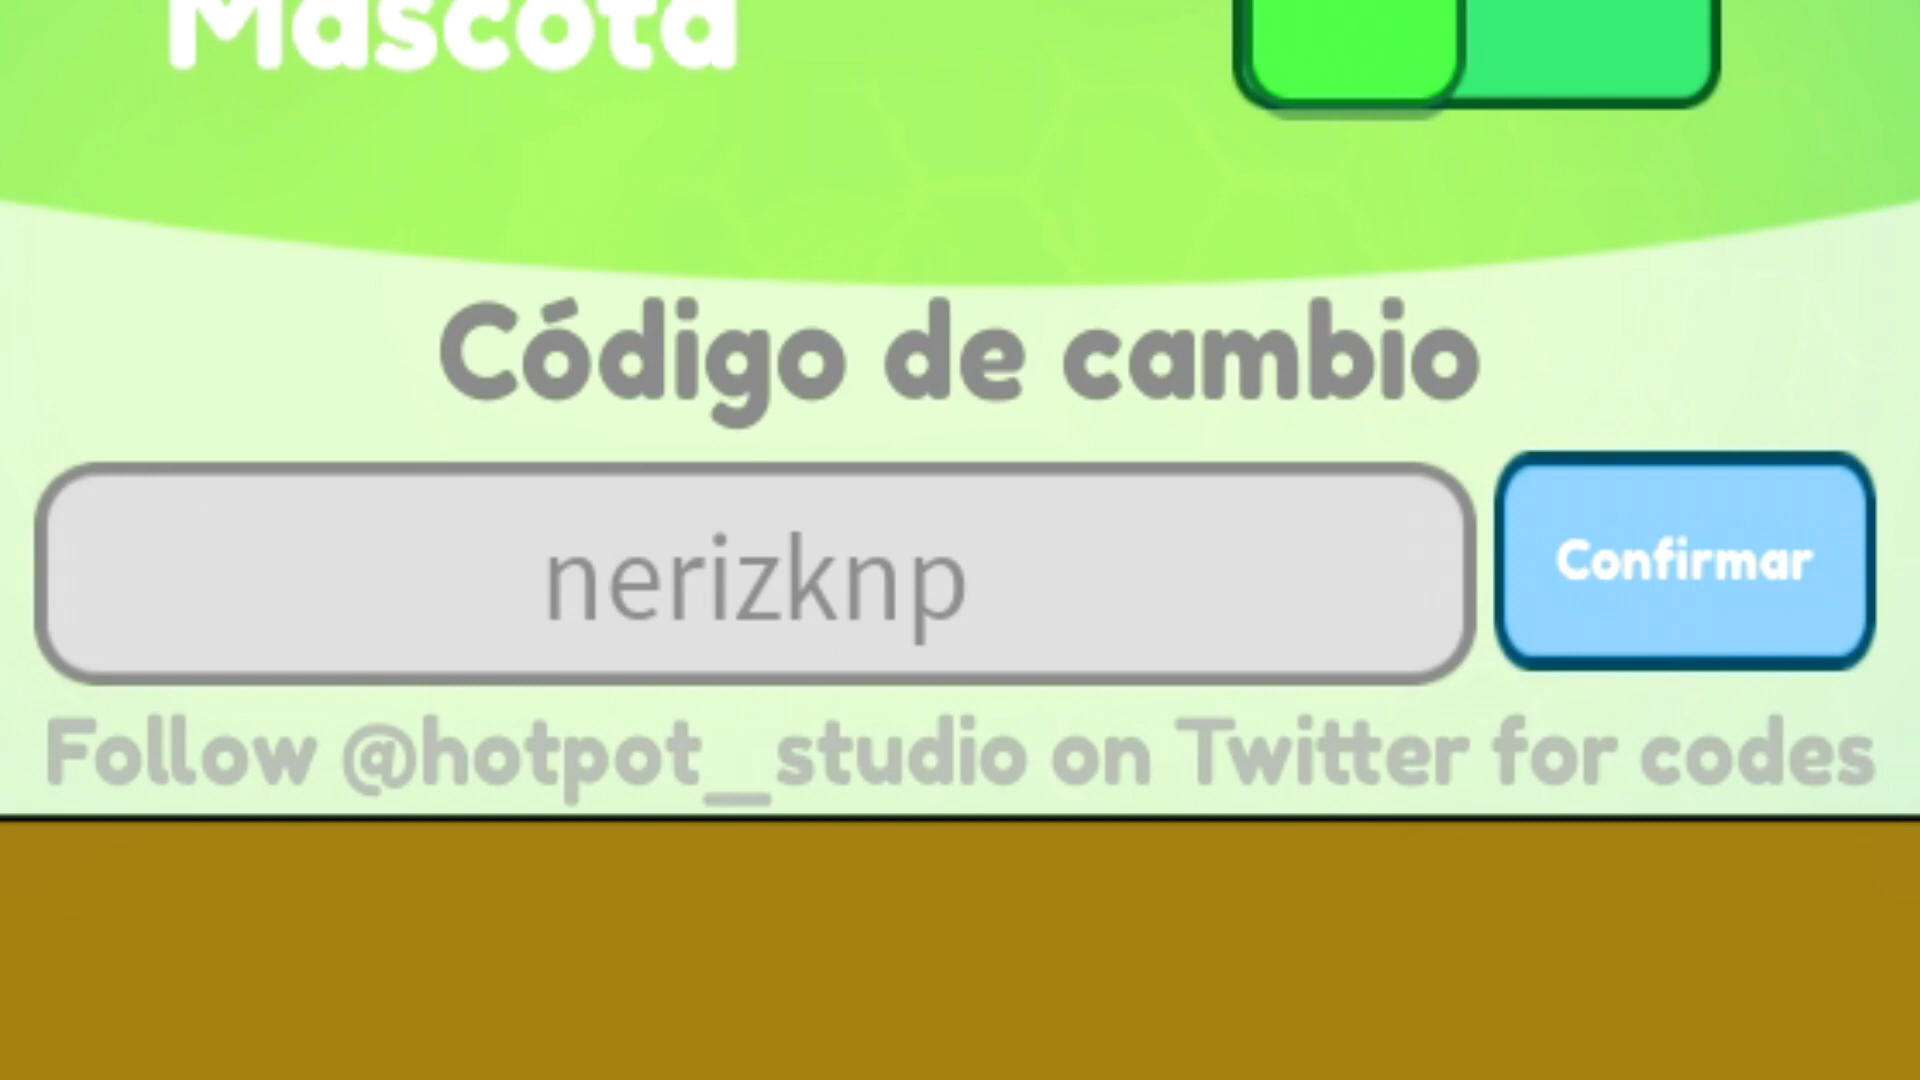 Mascota
Código de cambio
nerizknp
Confirmar
Follow @hotpot_studio on Twitter for codes